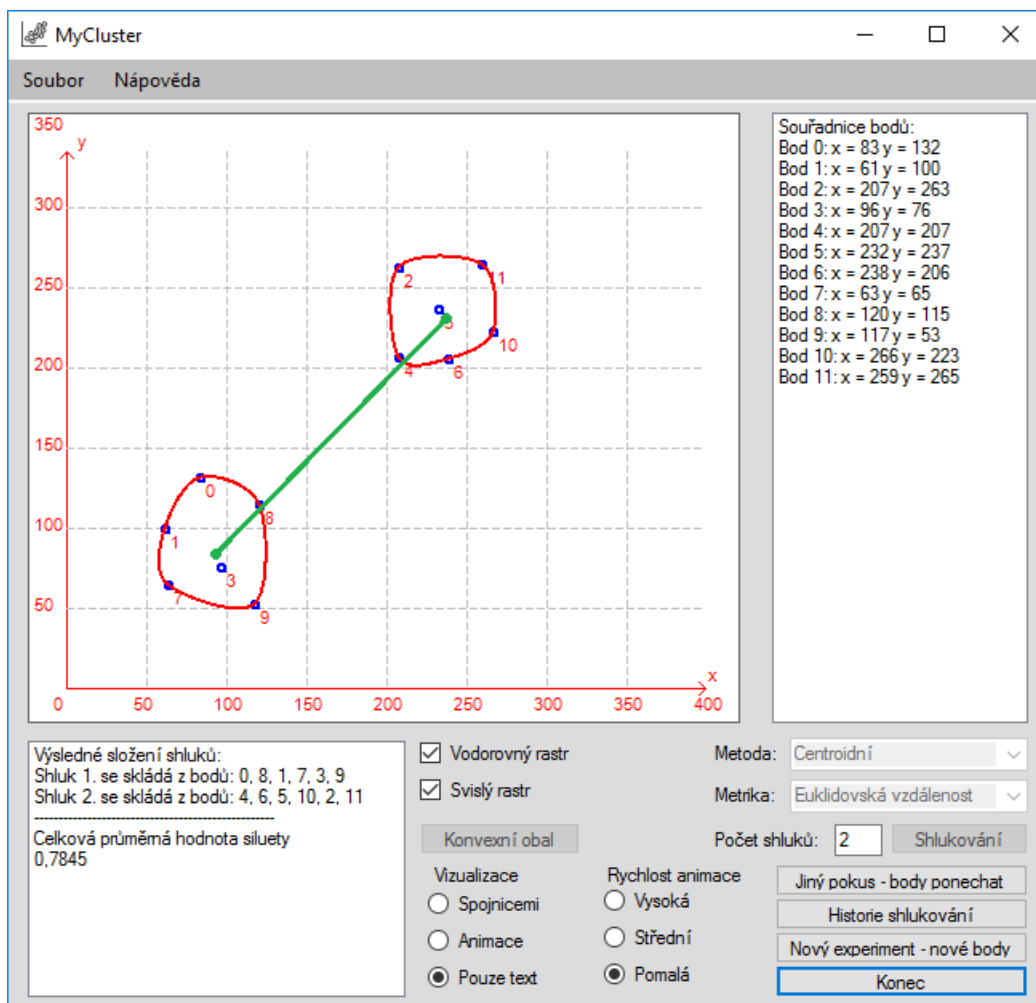 MyCluster
Soubor Nápověda
350
y
300
250
200
150
100
50
0 50 100 150 200 250 300 350 400
x
2
11
5
10
4
6
0
8
1
3
7
9
Souřadnice bodů:
Bod 0: x = 83 y = 132
Bod 1: x = 61 y = 100
Bod 2: x = 207 y = 263
Bod 3: x = 96 y = 76
Bod 4: x = 207 y = 207
Bod 5: x = 232 y = 237
Bod 6: x = 238 y = 206
Bod 7: x = 63 y = 65
Bod 8: x = 120 y = 115
Bod 9: x = 117 y = 53
Bod 10: x = 266 y = 223
Bod 11: x = 259 y = 265
Výsledné složení shluků:
Shluk 1. se skládá z bodů: 0, 8, 1, 7, 3, 9
Shluk 2. se skládá z bodů: 4, 6, 5, 10, 2, 11
--------------------------------------------------
Celková průměrná hodnota siluety
0,7845
Vodorovný rastr
Svislý rastr
Konvexní obal
Vizualizace
Spojnicemi
Animace
Pouze text
Rychlost animace
Vysoká
Střední
Pomalá
Metoda: Centroidní
Metrika: Euklidovská vzdálenost
Počet shluků: 2 Shlukování
Jiný pokus - body ponechat
Historie shlukování
Nový experiment - nové body
Konec